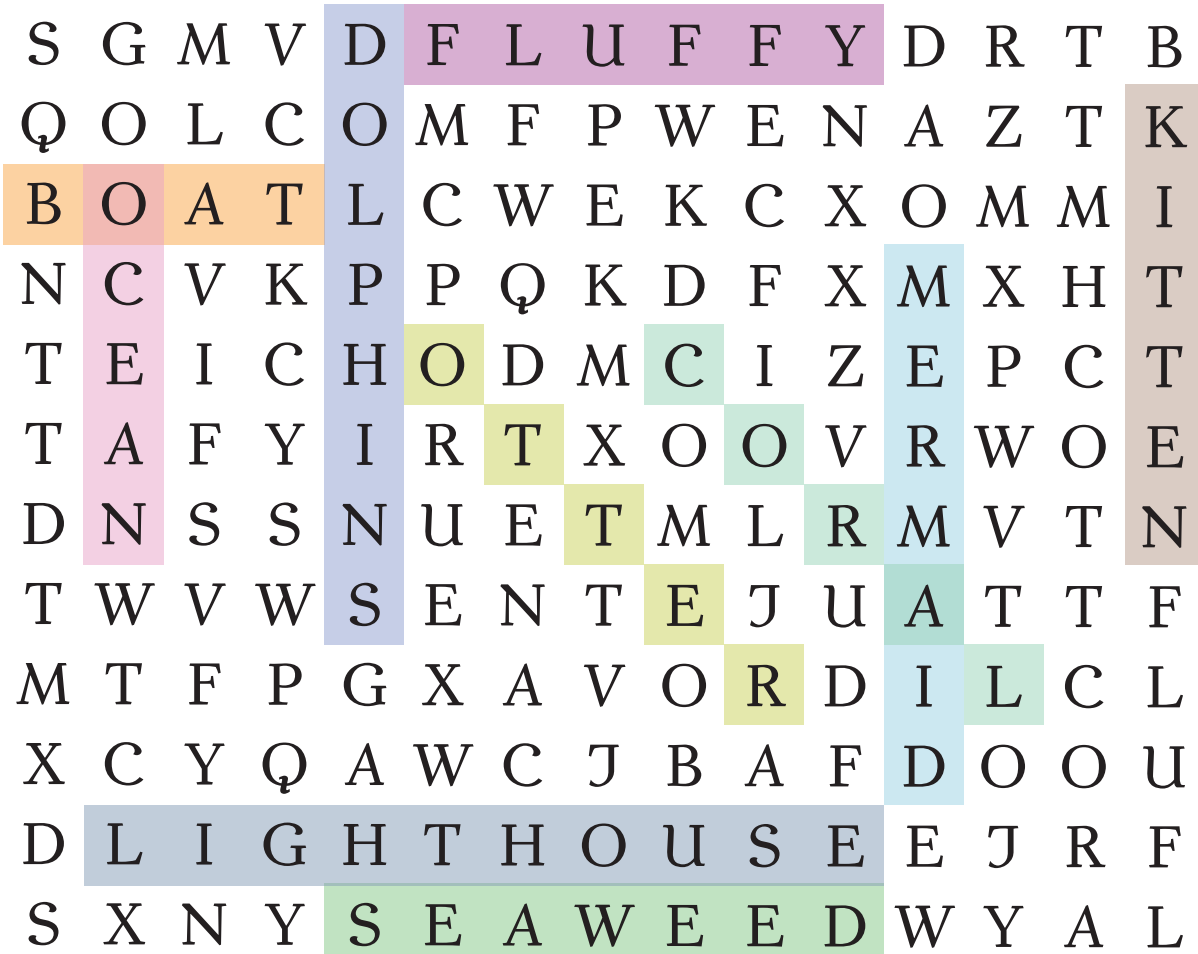 S G M V D F L U F F Y D R T B
Q O L C O M F P W E N A Z T K
B O A T L C W E K C X O M M I
N C V K P P Q K D F X M X H T
T E I C H O D M C I Z E P C T
T A F Y I R T X O O V R W O E
D N S S N U E T M L R M V T N
T W V W S E N T E J U A T T F
M T F P G X A V O R D I L C L
X C Y Q A W C J B A F D O O U
D L I G H T H O U S E E J R F
S X N Y S E A W E E D W Y A L